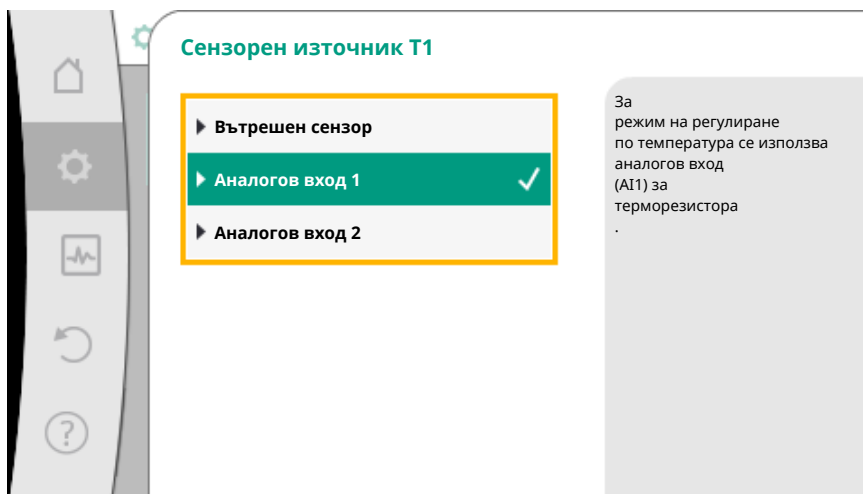 Сензорен източник T1
Вътрешен сензор
Аналогов вход 1
Аналогов вход 2
За
режим на регулиране
по температура се използва
аналогов вход
(AI1) за
терморезистора
.